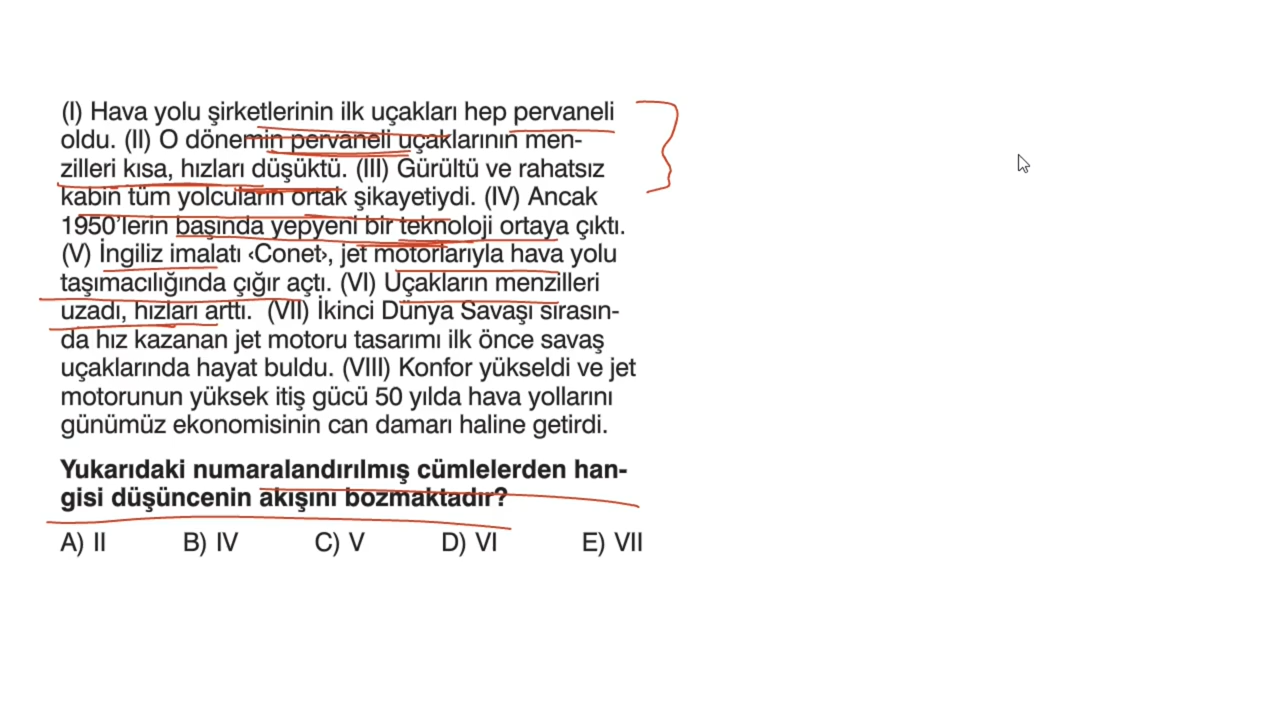 (I) Hava yolu şirketlerinin ilk uçakları hep pervaneli
oldu. (II) O dönemin pervaneli uçaklarının men-
zilleri kısa, hızları düşüktü. (III) Gürültü ve rahatsız
kabin tüm yolcuların ortak şikayetiydi. (IV) Ancak
1950'lerin başında yepyeni bir teknoloji ortaya çıktı.
(V) İngiliz imalatı ‹Conet›, jet motorlarıyla hava yolu
taşımacılığında çığır açtı. (VI) Uçakların menzilleri
uzadı, hızları arttı. (VII) İkinci Dünya Savaşı sırasın-
da hız kazanan jet motoru tasarımı ilk önce savaş
uçaklarında hayat buldu. (VIII) Konfor yükseldi ve jet
motorunun yüksek itiş gücü 50 yılda hava yollarını
günümüz ekonomisinin can damarı haline getirdi.
Yukarıdaki numaralandırılmış cümlelerden han-
gisi düşüncenin akışını bozmaktadır?
A) II B) IV C) V D) VI E) VII